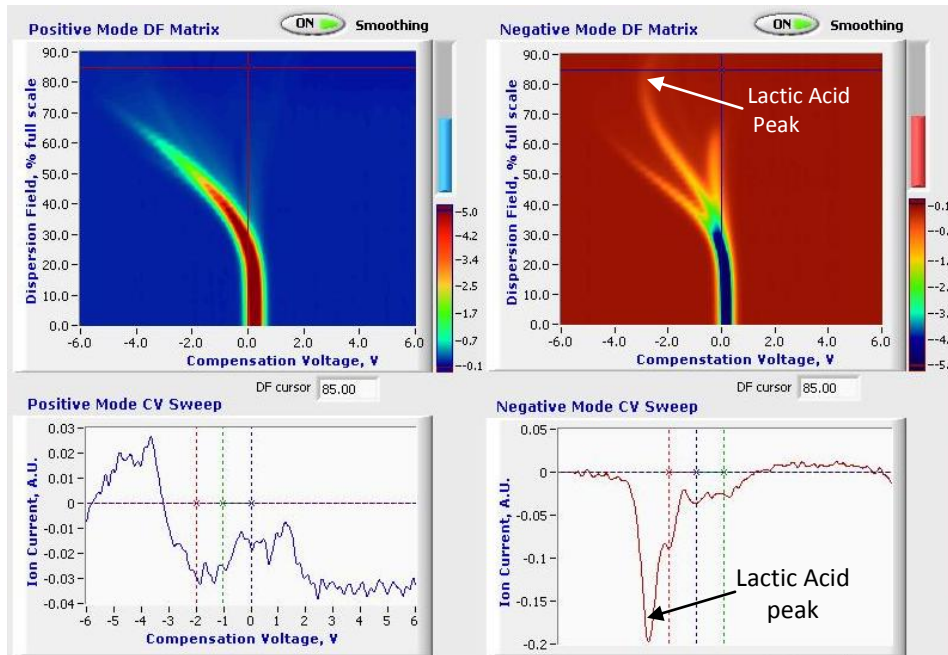 Positive Mode DF Matrix
ON
Smoothing
Negative Mode DF Matrix
ON
Smoothing
Dispersion Field, % full scale
90.0
80.0
70.0
60.0
50.0
40.0
30.0
20.0
10.0
0.0
-6.0 -4.0 -2.0 0.0 2.0 4.0 6.0
Compensation Voltage, V
5.0
4.2
3.4
2.5
1.7
0.7
-0.1
Dispersion Field, % full scale
90.0
80.0
70.0
60.0
50.0
40.0
30.0
20.0
10.0
0.0
Lactic Acid
Peak
-6.0 -4.0 -2.0 0.0 2.0 4.0 6.0
Compenstation Voltage, V
-0.1
-0.
-1.
-2.
-3.
-4.
-5.
DF cursor 85.00
DF cursor 85.00
Positive Mode CV Sweep
Ion Current, A.U.
0.03
0.02
0.01
0
-0.01
-0.02
-0.03
-0.04
-6 -5 -4 -3 -2 -1 0 1 2 3 4 5 6
Compensation Voltage, V
Negative Mode CV Sweep
Ion Current, A.U.
0
-0.05
-0.1
-0.15
-0.2
Lactic Acid
peak